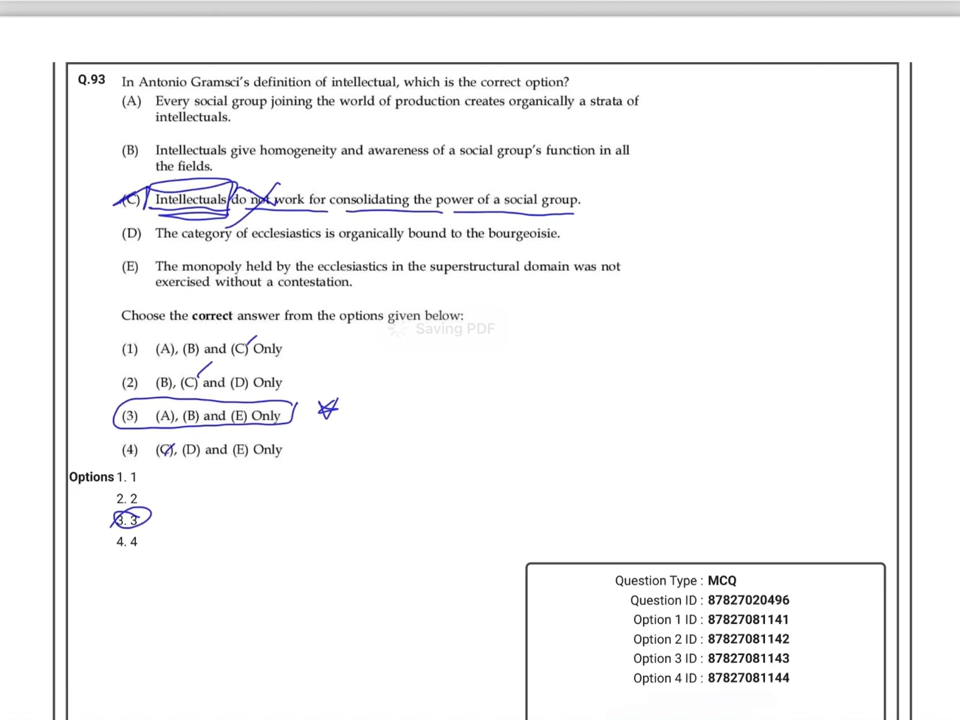 Q.93 In Antonio Gramsci's definition of intellectual, which is the correct option?
(A) Every social group joining the world of production creates organically a strata of
intellectuals.
(B) Intellectuals give homogeneity and awareness of a social group's function in all
the fields.
(C) Intellectuals do not work for consolidating the power of a social group.
(D) The category of ecclesiastics is organically bound to the bourgeoisie.
(E) The monopoly held by the ecclesiastics in the superstructural domain was not
exercised without a contestation.
Choose the correct answer from the options given below:
Saving PDF
(1) (A), (B) and (C) Only
(2) (B), (C) and (D) Only
(3) (A), (B) and (E) Only
(4) (C), (D) and (E) Only
Options 1. 1
2. 2
3. 3
4. 4
Question Type : MCQ
Question ID : 87827020496
Option 1 ID : 87827081141
Option 2 ID : 87827081142
Option 3 ID : 87827081143
Option 4 ID : 87827081144